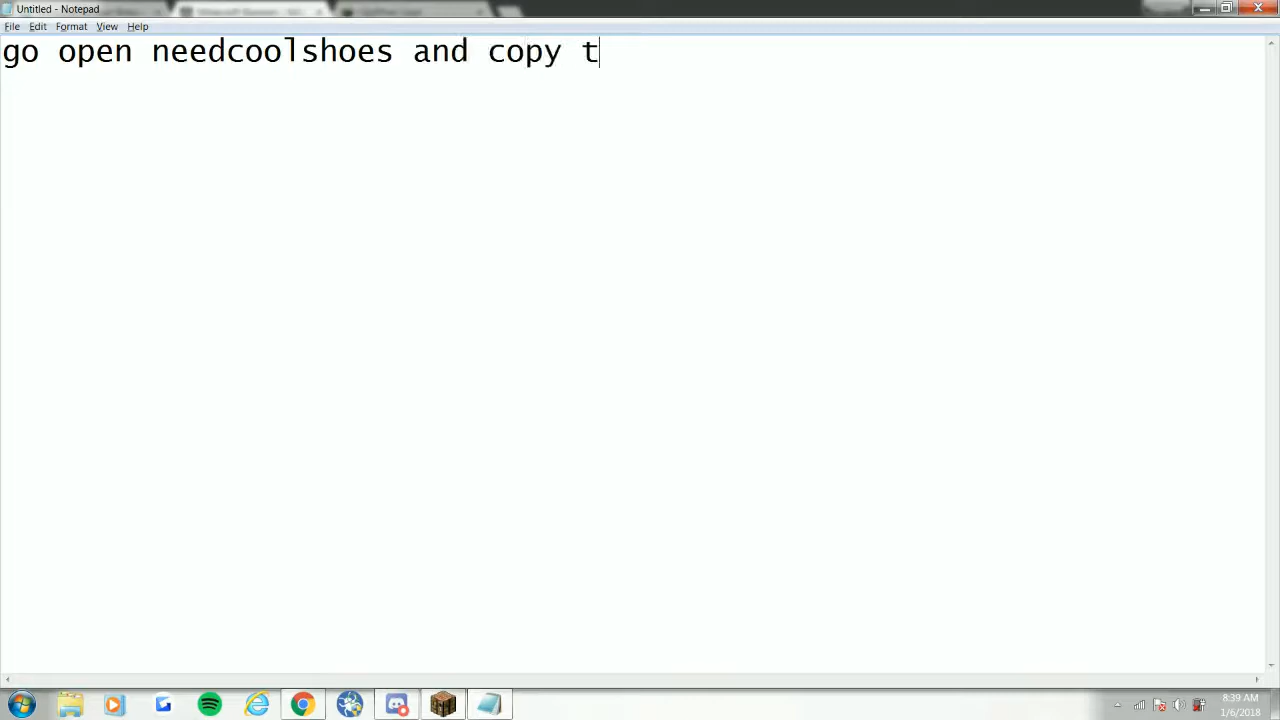 Untitled - Notepad
File Edit Format View Help
go open needcoolshoes and copy t
8:39 AM
1/6/2018